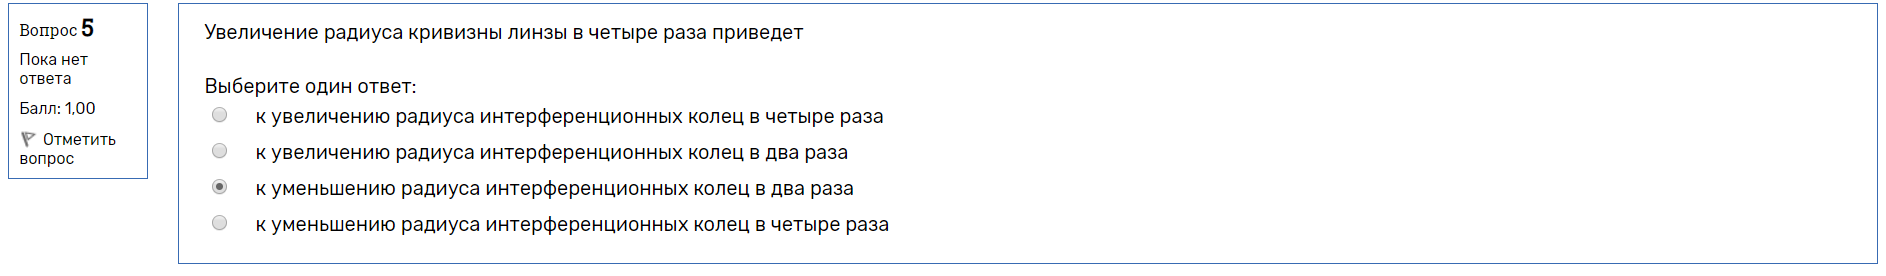 Вопрос 5
Пока нет
ответа
Балл: 1,00
Отметить
вопрос
Увеличение радиуса кривизны линзы в четыре раза приведет
Выберите один ответ:
к увеличению радиуса интерференционных колец в четыре раза
к увеличению радиуса интерференционных колец в два раза
к уменьшению радиуса интерференционных колец в два раза
к уменьшению радиуса интерференционных колец в четыре раза